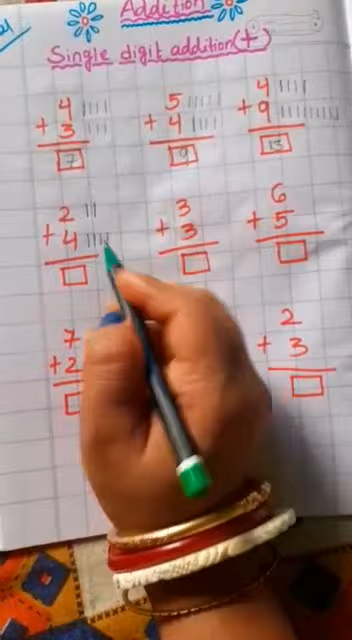 Addition
Single digit addition(+)
4 5 4
+ 3 + 4 + 9
7 9 13
2 3 6
+ 4 + 3 + 5
7 2
+ 2 + 3